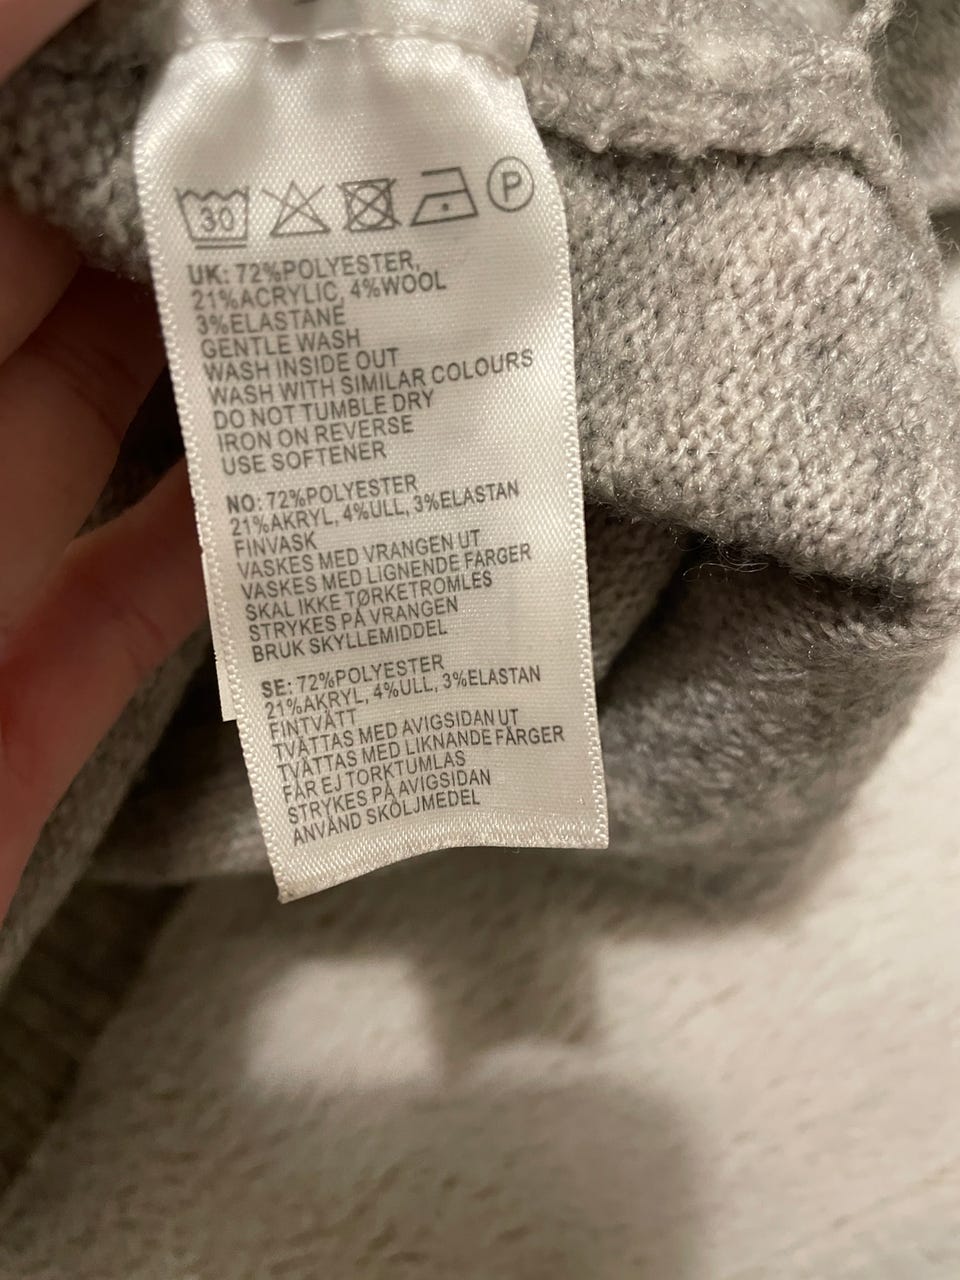 30 P
UK: 72%POLYESTER,
21%ACRYLIC, 4%WOOL
3%ELASTANE
GENTLE WASH
WASH INSIDE OUT
WASH WITH SIMILAR COLOURS
DO NOT TUMBLE DRY
IRON ON REVERSE
USE SOFTENER
NO: 72%POLYESTER
21%AKRYL, 4%ULL, 3%ELASTAN
FINVASK
VASKES MED VRANGEN UT
VASKES MED LIGNENDE FARGER
SKAL IKKE TØRKETROMLES
STRYKES PÅ VRANGEN
BRUK SKYLLEMIDDEL
SE: 72%POLYESTER
21%AKRYL, 4%ULL, 3%ELASTAN
FINTVÄTT
TVÄTTAS MED AVIGSIDAN UT
TVÄTTAS MED LIKNANDE FÄRGER
FÅR EJ TORKTUMLAS
STRYKES PÅ AVIGSIDAN
ANVÄND SKÖLJMEDEL